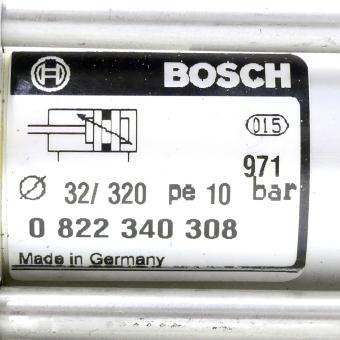 BOSCH
015
971
Ø 32/ 320 pe 10 bar
0 822 340 308
Made in Germany